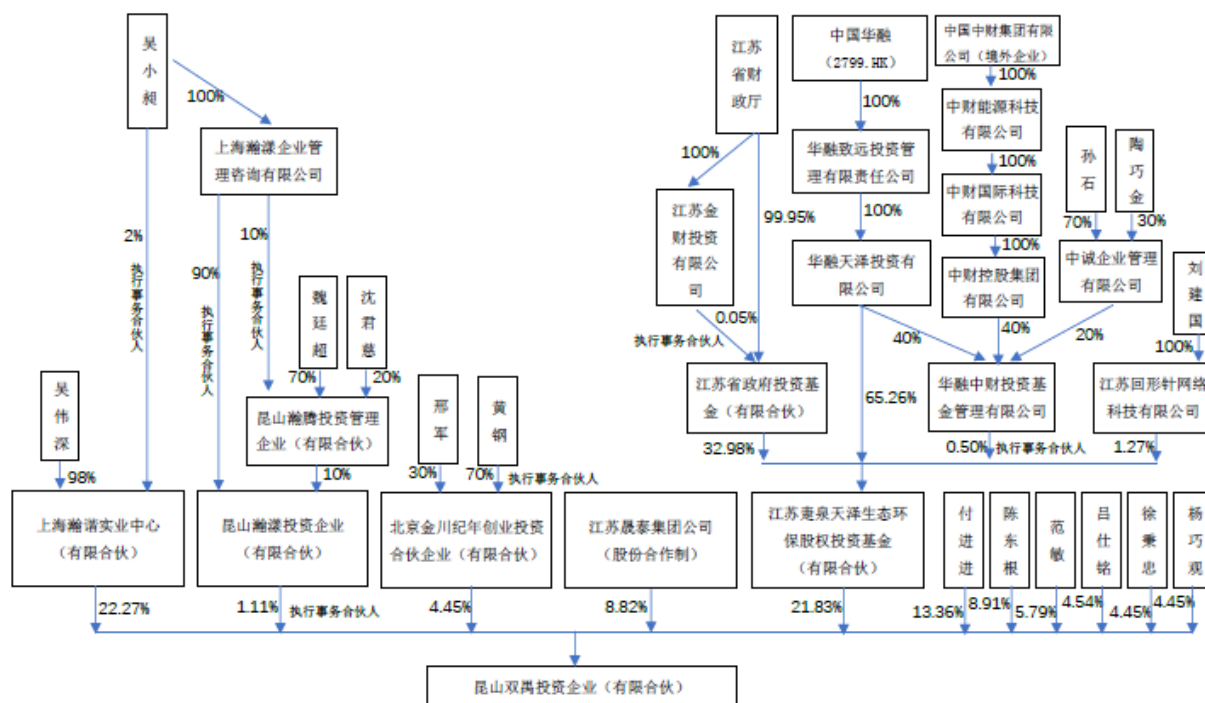 吴小昶
100%
上海瀚漾企业管
理咨询有限公司
2%
执行事务合伙人
90%
执行事务合伙人
10%
执行事务合伙人
魏廷超
沈君慈
70%
20%
昆山瀚腾投资管理
企业（有限合伙）
10%
吴伟深
98%
邢军
黄钢
30%
70%
执行事务合伙人
江苏省财政厅
100%
99.95%
江苏金
财投资
有限公
司
0.05%
执行事务合伙人
江苏省政府投资基
金（有限合伙）
32.98%
中国华融
（2799.HK）
100%
华融致远投资管
理有限责任公司
100%
华融天泽投资有
限公司
65.26%
40%
中国中财集团有限
公司（境外企业）
100%
中财能源科技
有限公司
100%
中财国际科技
有限公司
100%
中财控股集团
有限公司
40%
孙石
陶巧金
70%
30%
中诚企业管理
有限公司
20%
华融中财投资基
金管理有限公司
0.50%
执行事务合伙人
刘建国
100%
江苏回形针网络
科技有限公司
1.27%
上海瀚谐实业中心
（有限合伙）
昆山瀚漾投资企业
（有限合伙）
北京金川纪年创业投资
合伙企业（有限合伙）
江苏晟泰集团公司
（股份合作制）
江苏疌泉天泽生态环
保股权投资基金
（有限合伙）
付进进
陈东根
范敏
吕仕铭
徐秉忠
杨巧观
22.27%
1.11%
执行事务合伙人
4.45%
8.82%
21.83%
13.36%
8.91%
5.79%
4.54%
4.45%
4.45%
昆山双禺投资企业（有限合伙）